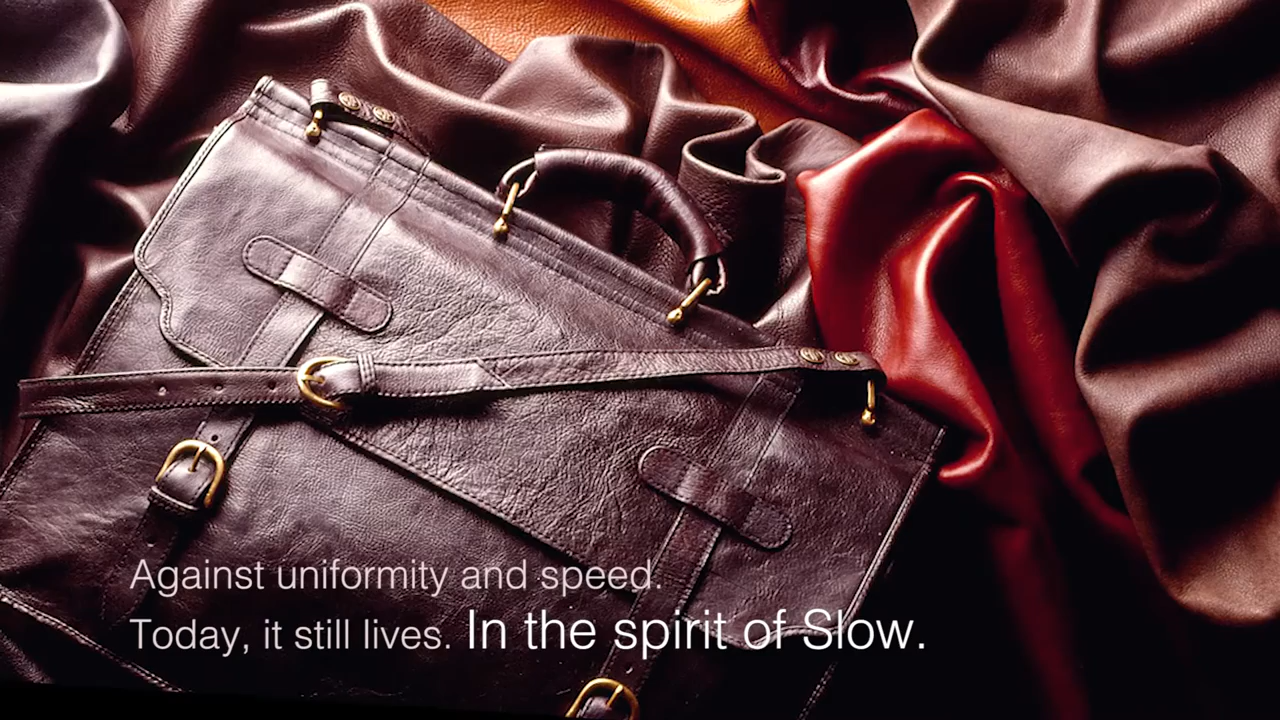 Against uniformity and speed.
Today, it still lives. In the spirit of Slow.